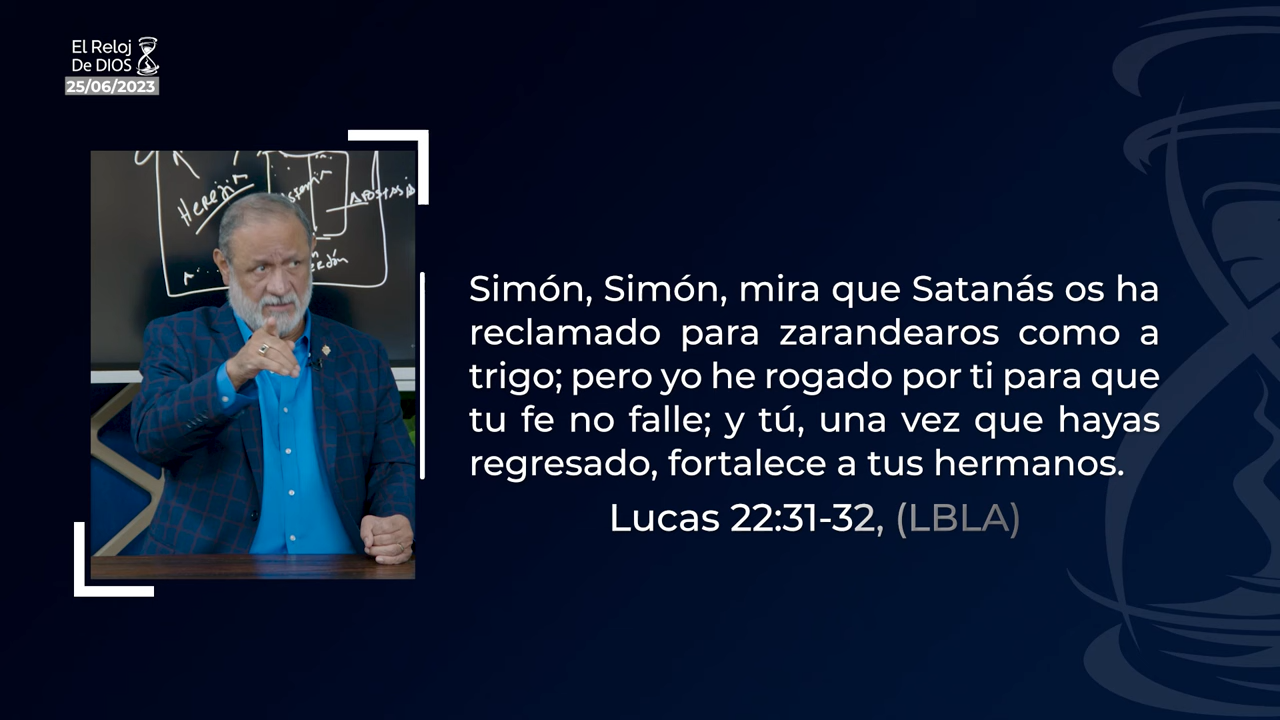 El Reloj
De DIOS
25/06/2023
Herejía
APOSTASIA
Simón, Simón, mira que Satanás os ha
reclamado para zarandearos como a
trigo; pero yo he rogado por ti para que
tu fe no falle; y tú, una vez que hayas
regresado, fortalece a tus hermanos.
Lucas 22:31-32, (LBLA)